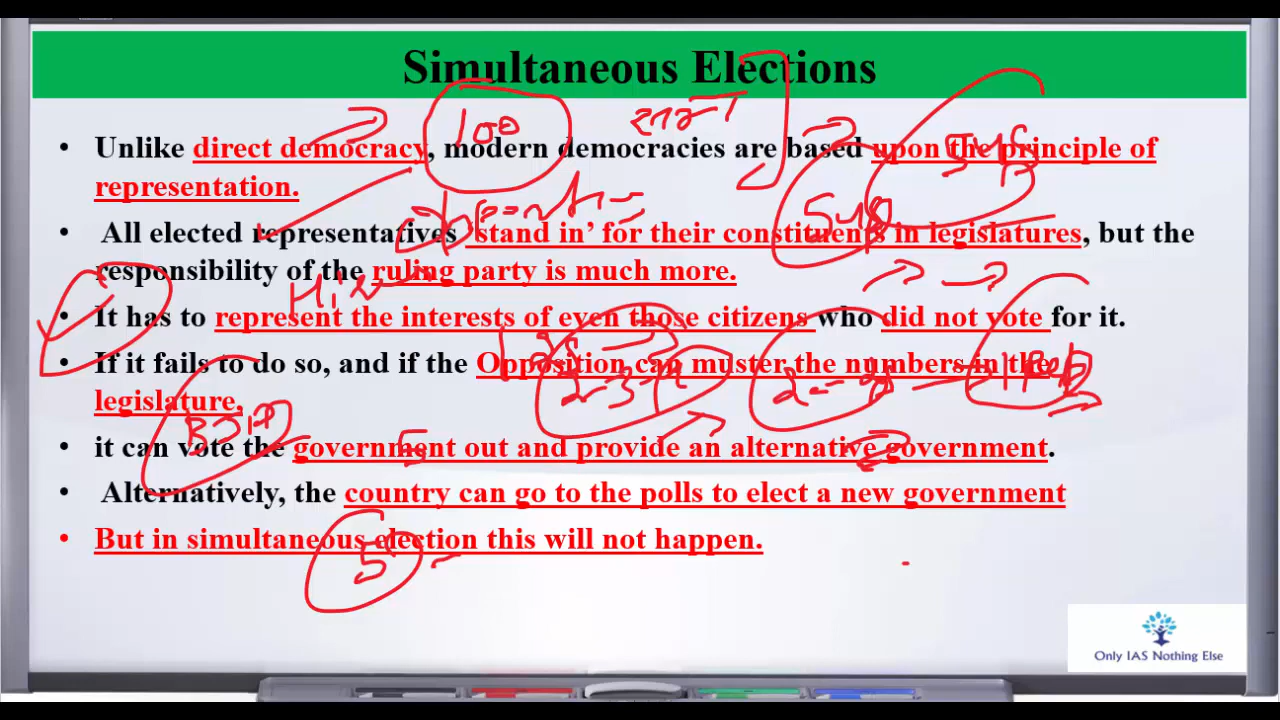 Simultaneous Elections
• Unlike direct democracy, modern democracies are based upon the principle of
representation.
• All elected representatives ‘stand in’ for their constituents in legislatures, but the
responsibility of the ruling party is much more.
• It has to represent the interests of even those citizens who did not vote for it.
• If it fails to do so, and if the Opposition can muster the numbers in the
legislature,
• it can vote the government out and provide an alternative government.
• Alternatively, the country can go to the polls to elect a new government
• But in simultaneous election this will not happen.
100
BJP
5
Only IAS Nothing Else